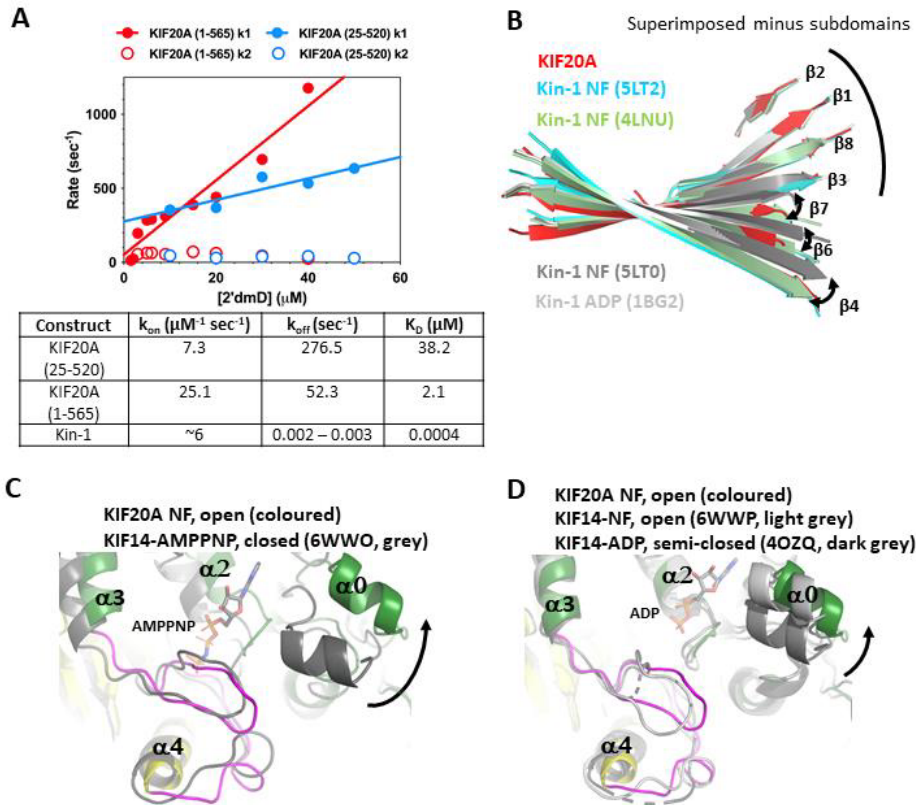 A
KIF20A (1-565) k1
KIF20A (25-520) k1
KIF20A (1-565) k2
KIF20A (25-520) k2
1000
500
0
Rate (sec⁻¹)
0 20 40 60
[2'dmD] (μM)
Construct kon (μM⁻¹ sec⁻¹) koff (sec⁻¹) KD (μM)
KIF20A (25-520) 7.3 276.5 38.2
KIF20A (1-565) 25.1 52.3 2.1
Kin-1 ~6 0.002 – 0.003 0.0004
B
Superimposed minus subdomains
KIF20A
Kin-1 NF (5LT2)
Kin-1 NF (4LNU)
Kin-1 NF (5LT0)
Kin-1 ADP (1BG2)
β2
β1
β8
β3
β7
β6
β4
C
KIF20A NF, open (coloured)
KIF14-AMPPNP, closed (6WWO, grey)
α3
α2
α0
AMPPNP
α4
D
KIF20A NF, open (coloured)
KIF14-NF, open (6WWP, light grey)
KIF14-ADP, semi-closed (4OZQ, dark grey)
α3
α2
α0
ADP
α4